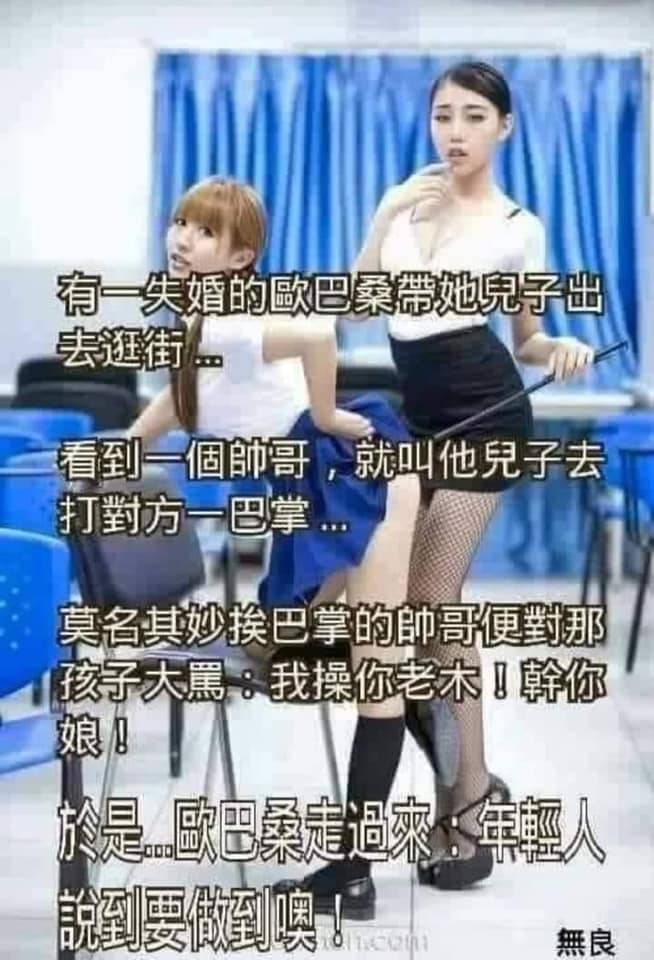 有一失婚的歐巴桑帶她兒子出
去逛街...
看到一個帥哥，就叫他兒子去
打對方一巴掌...
莫名其妙挨巴掌的帥哥便對那
孩子大罵：我操你老木！幹你
娘！
於是...歐巴桑走過來：年輕人
說到要做到噢！
無良